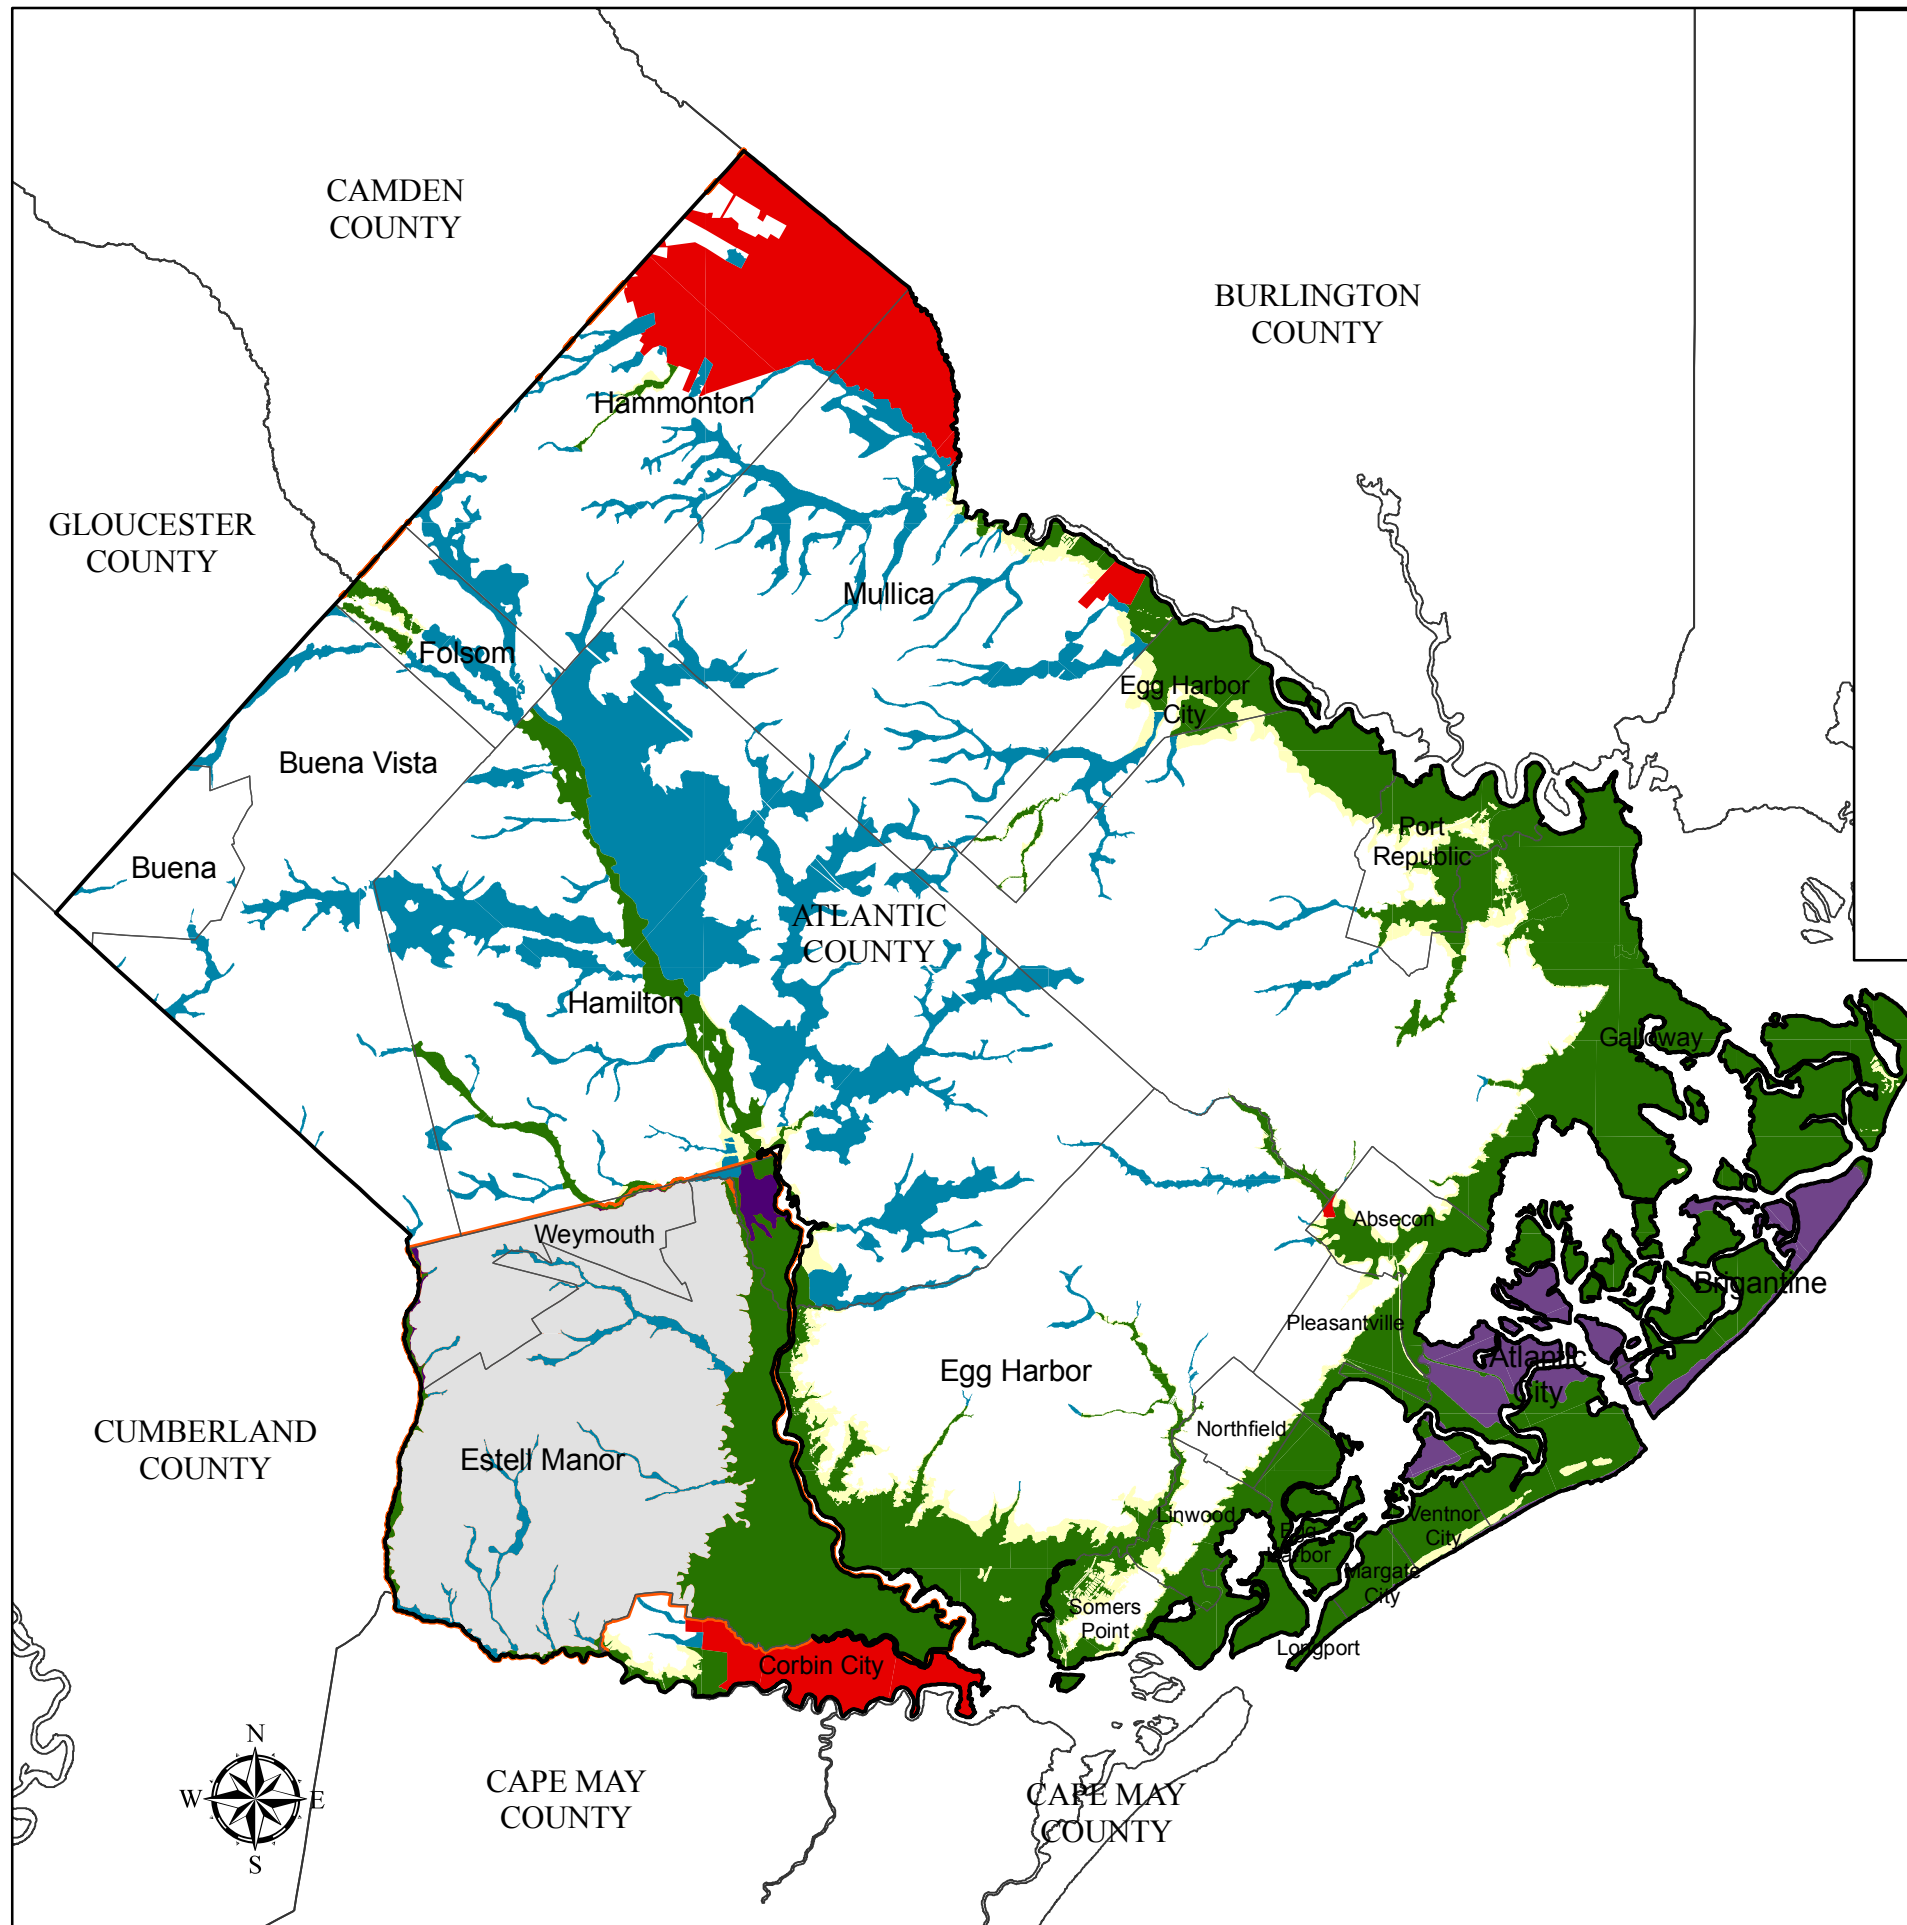 CAMDEN
COUNTY
BURLINGTON
COUNTY
Hammonton
GLOUCESTER
COUNTY
Mullica
Folsom
Egg Harbor
City
Buena Vista
Port
Republic
Buena
ATLANTIC
COUNTY
Hamilton
Galloway
Absecon
Weymouth
Brigantine
Pleasantville
Atlantic
City
Egg Harbor
Northfield
CUMBERLAND
COUNTY
Estell Manor
Linwood
Ventnor
City
Egg
Harbor
Margate
City
Somers
Point
Longport
Corbin City
N
W
E
S
CAPE MAY
COUNTY
CAPE MAY
COUNTY